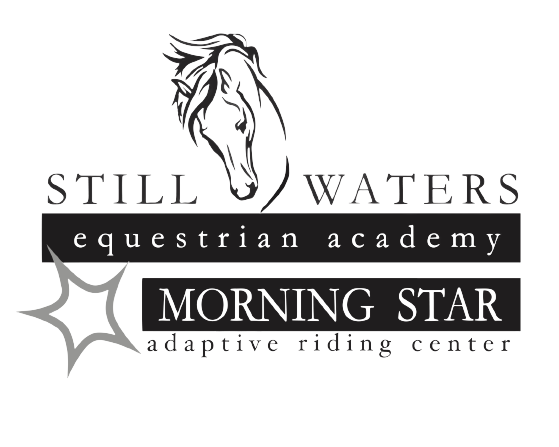 STILL WATERS
equestrian academy
MORNING STAR
adaptive riding center